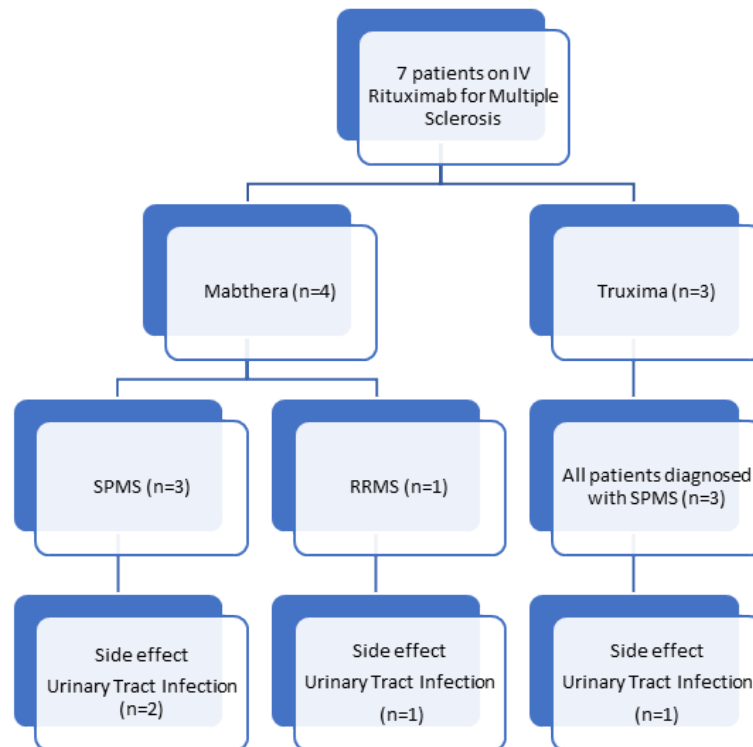 7 patients on IV
Rituximab for Multiple
Sclerosis
Mabthera (n=4)
Truxima (n=3)
SPMS (n=3)
RRMS (n=1)
All patients diagnosed
with SPMS (n=3)
Side effect
Urinary Tract Infection
(n=2)
Side effect
Urinary Tract Infection
(n=1)
Side effect
Urinary Tract Infection
(n=1)